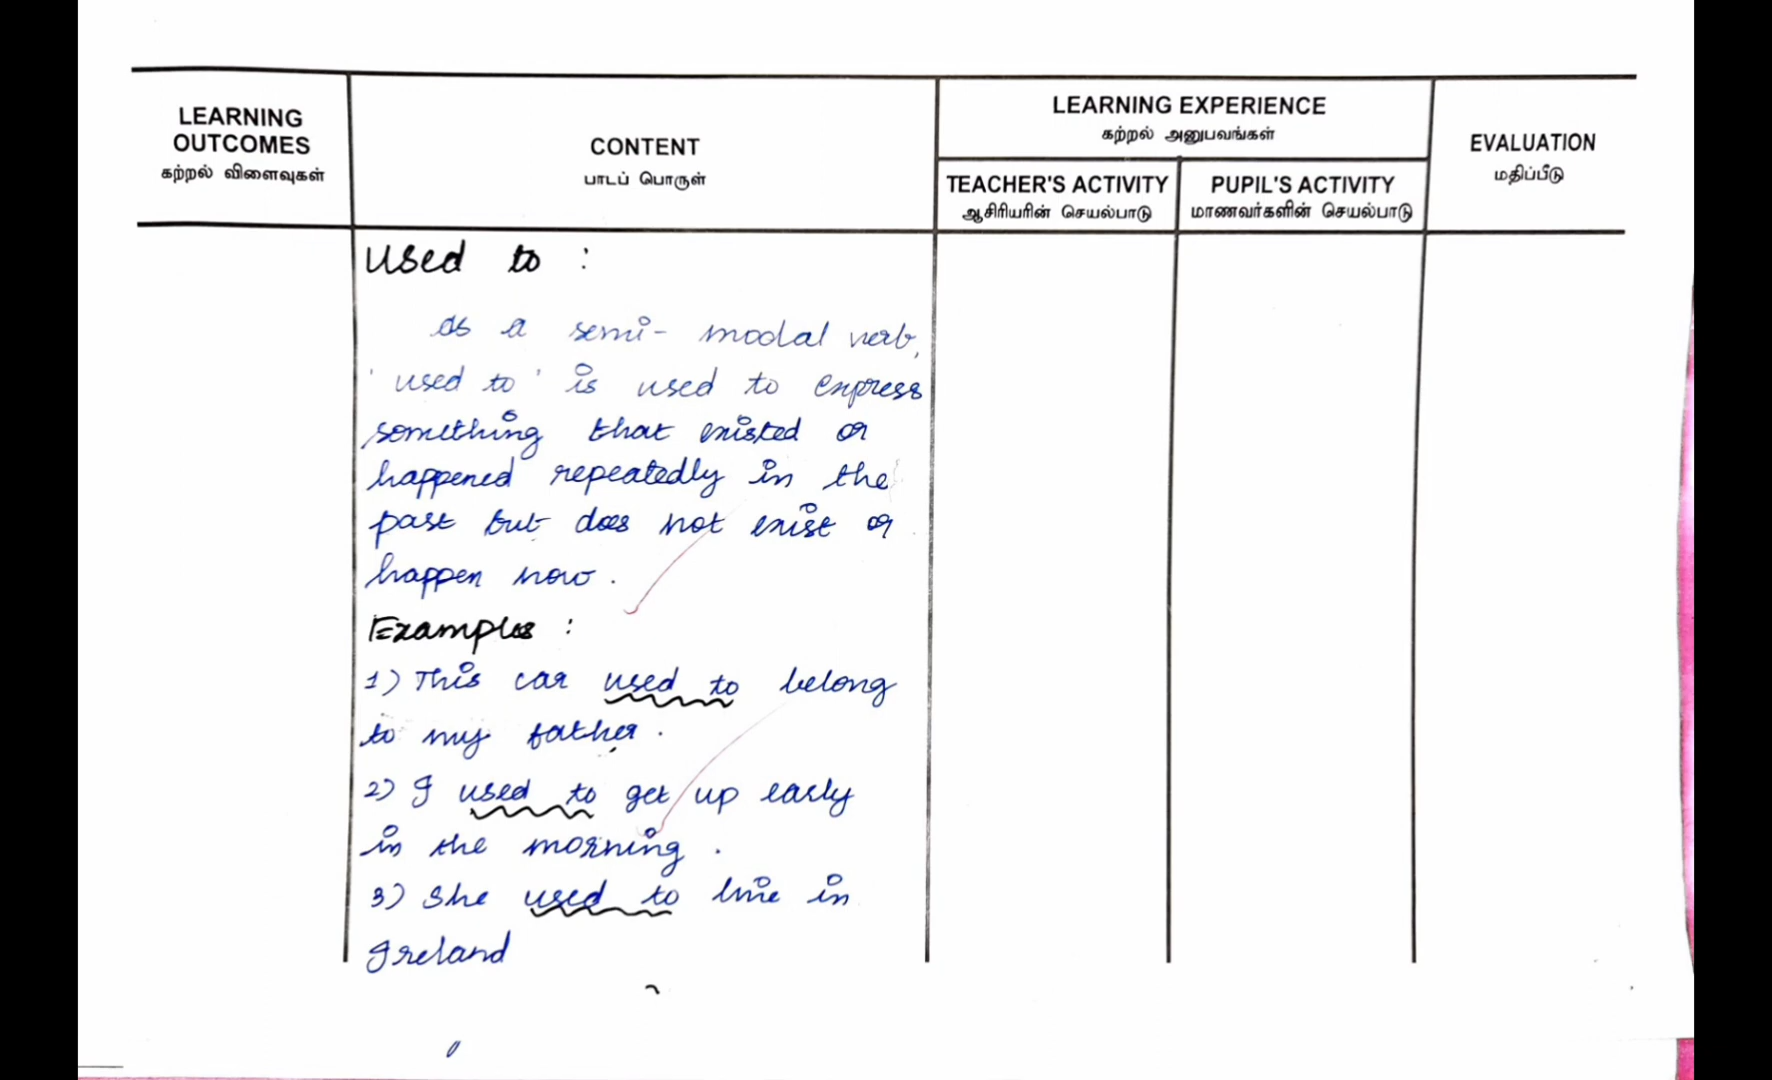 LEARNING
OUTCOMES
கற்றல் விளைவுகள்
CONTENT
பாடப் பொருள்
LEARNING EXPERIENCE
கற்றல் அனுபவங்கள்
TEACHER'S ACTIVITY
ஆசிரியரின் செயல்பாடு
PUPIL'S ACTIVITY
மாணவர்களின் செயல்பாடு
EVALUATION
மதிப்பீடு
Used to :
As a semi- modal verb,
'used to' is used to express
something that existed or
happened repeatedly in the
past but does not exist or
happen now.
Examples :
1) This car used to belong
to my father.
2) I used to get up early
in the morning.
3) She used to live in
Ireland